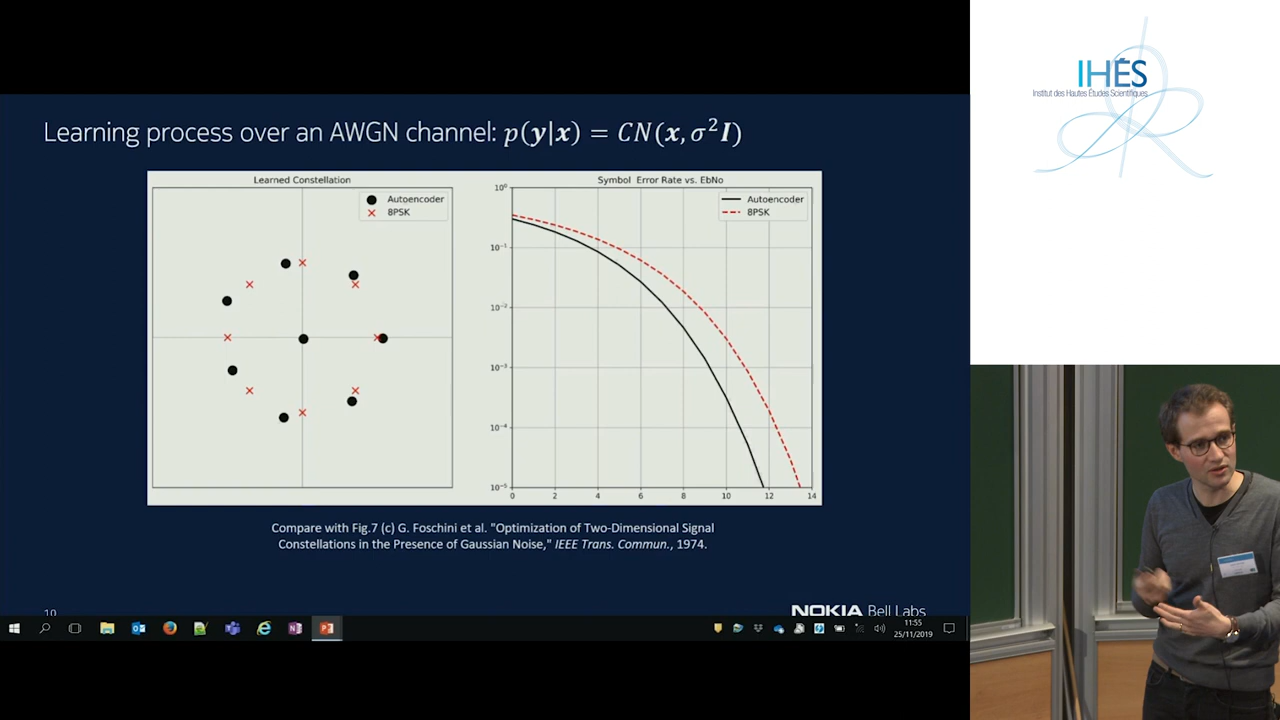 Learning process over an AWGN channel: p(y|x) = CN(x, σ²I)
Learned Constellation
Autoencoder
8PSK
Symbol Error Rate vs. EbNo
Autoencoder
8PSK
10⁰
10⁻¹
10⁻²
10⁻³
10⁻⁴
10⁻⁵
0 2 4 6 8 10 12 14
Compare with Fig.7 (c) G. Foschini et al. "Optimization of Two-Dimensional Signal
Constellations in the Presence of Gaussian Noise," IEEE Trans. Commun., 1974.
10
NOKIA Bell Labs
11:55
25/11/2019
IHÉS
Institut des Hautes Études Scientifiques